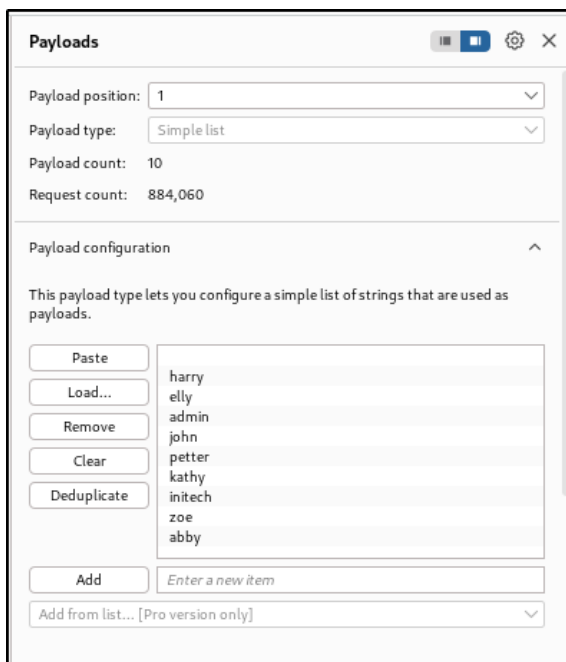 Payloads
Payload position: 1
Payload type: Simple list
Payload count: 10
Request count: 884,060
Payload configuration
This payload type lets you configure a simple list of strings that are used as
payloads.
Paste
Load...
Remove
Clear
Deduplicate
harry
elly
admin
john
petter
kathy
initech
zoe
abby
Add
Enter a new item
Add from list... [Pro version only]